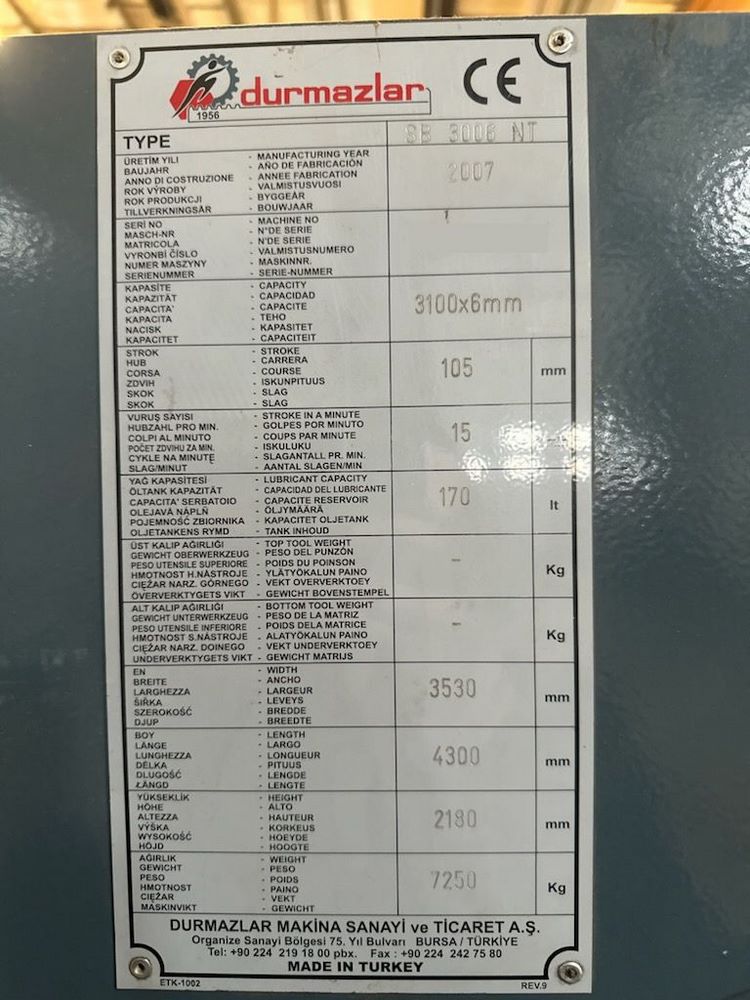 durmazlar
1956
CE
TYPE SB 3006 NT
ÜRETİM YILI - MANUFACTURING YEAR
BAUJAHR - AÑO DE FABRICACIÓN
ANNO DI COSTRUZIONE - ANNEE FABRICATION 2007
ROK VÝROBY - VALMISTUSVUOSI
ROK PRODUKCJI - BYGGEÅR
TILLVERKNINGSÅR - BOUWJAAR
SERİ NO - MACHINE NO
MASCH-NR - N°DE SERIE
MATRICOLA - N'DE SERIE
VYRONBÍ ČÍSLO - VALMISTUSNUMERO
NUMER MASZYNY - MASKINNR.
SERIENUMMER - SERIE-NUMMER
KAPASİTE - CAPACITY
KAPAZITÄT - CAPACIDAD
CAPACITA' - CAPACITE 3100x6mm
KAPACITA - TEHO
NACISK - KAPASITET
KAPACITET - CAPACITEIT
STROK - STROKE
HUB - CARRERA
CORSA - COURSE 105 mm
ZDVIH - ISKUNPITUUS
SKOK - SLAG
SKOK - SLAG
VURUŞ SAYISI - STROKE IN A MINUTE
HUBZAHL PRO MIN. - GOLPES POR MINUTO
COLPI AL MINUTO - COUPS PAR MINUTE 15
POČET ZDVIHU ZA MIN. - ISKULUKU
CYKLE NA MINUTĘ - SLAGANTALL PR. MIN.
SLAG/MINUT - AANTAL SLAGEN/MIN
YAĞ KAPASİTESİ - LUBRICANT CAPACITY
ÖLTANK KAPAZITÄT - CAPACIDAD DEL LUBRICANTE
CAPACITA' SERBATOIO - CAPACITE RESERVOIR 170 lt
OLEJAVÁ NÁPLŇ - ÖLJYMÄÄRÄ
POJEMNOŚĆ ZBIORNIKA - KAPACITET OLJETANK
OLJETANKENS RYMD - TANK INHOUD
ÜST KALIP AĞIRLIĞI - TOP TOOL WEIGHT
GEWICHT OBERWERKZEUG - PESO DEL PUNZÓN
PESO UTENSILE SUPERIORE - POIDS DU POINSON - Kg
HMOTNOST H.NÁSTROJE - YLÄTYÖKALUN PAINO
CIĘŻAR NARZ. GÓRNEGO - VEKT OVERVERKTOEY
ÖVERVERKTYGETS VIKT - GEWICHT BOVENSTEMPEL
ALT KALIP AĞIRLIĞI - BOTTOM TOOL WEIGHT
GEWICHT UNTERWERKZEUG - PESO DE LA MATRIZ
PESO UTENSILE INFERIORE - POIDS DELA MATRICE - Kg
HMOTNOST S.NÁSTROJE - ALATYÖKALUN PAINO
CIĘŻAR NARZ. DOINEGO - VEKT UNDERVERKTOEY
UNDERVERKTYGETS VIKT - GEWICHT MATRIJS
EN - WIDTH
BREITE - ANCHO
LARGHEZZA - LARGEUR 3530 mm
ŠIŘKA - LEVEYS
SZEROKOŚĆ - BREDDE
DJUP - BREEDTE
BOY - LENGTH
LÄNGE - LARGO
LUNGHEZZA - LONGUEUR 4300 mm
DÉLKA - PITUUS
DLUGOŚĆ - LENGDE
LÄNGD - LENGTE
YÜKSEKLİK - HEIGHT
HÖHE - ALTO
ALTEZZA - HAUTEUR 2180 mm
VÝŠKA - KORKEUS
WYSOKOŚĆ - HOEYDE
HÖJD - HOOGTE
AĞIRLIK - WEIGHT
GEWICHT - PESO
PESO - POIDS 7250 Kg
HMOTNOST - PAINO
CIĘŻAR - VEKT
MASKINVIKT - GEWICHT
DURMAZLAR MAKİNA SANAYİ ve TİCARET A.Ş.
Organize Sanayi Bölgesi 75. Yıl Bulvarı BURSA / TÜRKİYE
Tel: +90 224 219 18 00 pbx. Fax : +90 224 242 75 80
MADE IN TURKEY
ETK-1002 REV.9